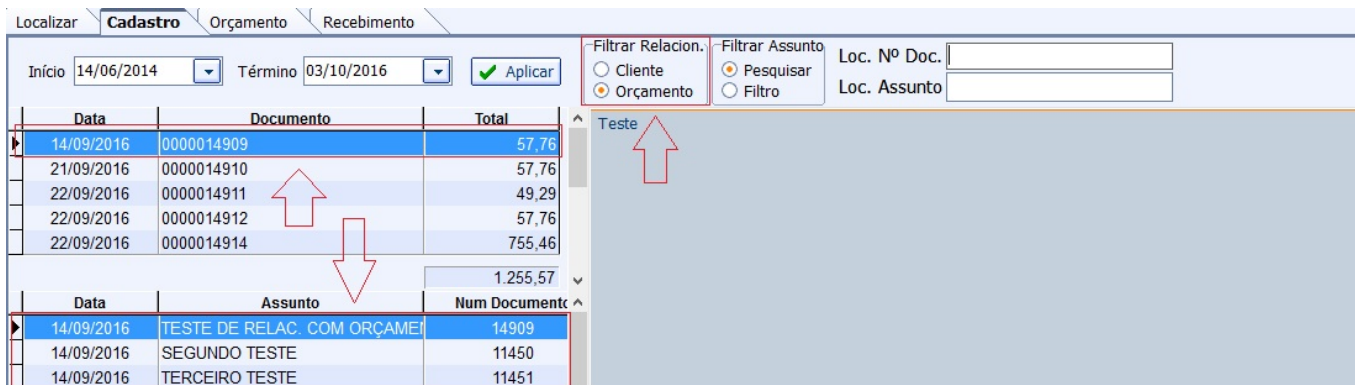 Localizar Cadastro Orçamento Recebimento
Início 14/06/2014 Término 03/10/2016 Aplicar
Filtrar Relacion. Filtrar Assunto
Cliente Pesquisar Loc. Nº Doc.
Orçamento Filtro Loc. Assunto
Data Documento Total
14/09/2016 0000014909 57,76
21/09/2016 0000014910 57,76
22/09/2016 0000014911 49,29
22/09/2016 0000014912 57,76
22/09/2016 0000014914 755,46
1.255,57
Teste
Data Assunto Num Documento
14/09/2016 TESTE DE RELAC. COM ORÇAMEN 14909
14/09/2016 SEGUNDO TESTE 11450
14/09/2016 TERCEIRO TESTE 11451